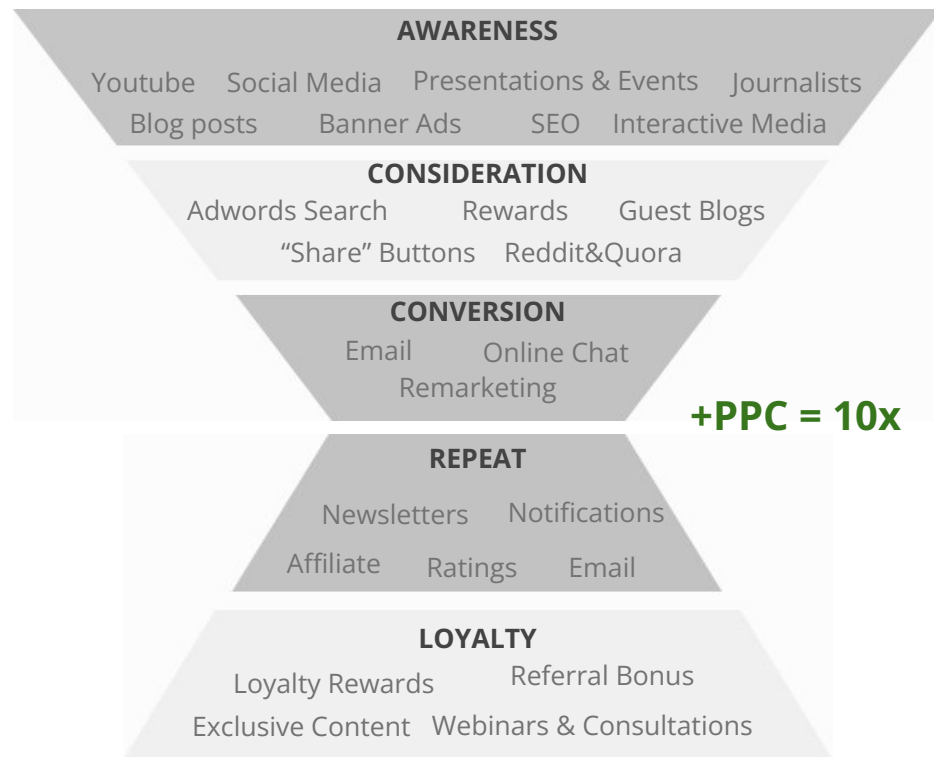 AWARENESS
Youtube Social Media Presentations & Events Journalists
Blog posts Banner Ads SEO Interactive Media
CONSIDERATION
Adwords Search Rewards Guest Blogs
“Share” Buttons Reddit&Quora
CONVERSION
Email Online Chat
Remarketing
+PPC = 10x
REPEAT
Newsletters Notifications
Affiliate Ratings Email
LOYALTY
Loyalty Rewards Referral Bonus
Exclusive Content Webinars & Consultations